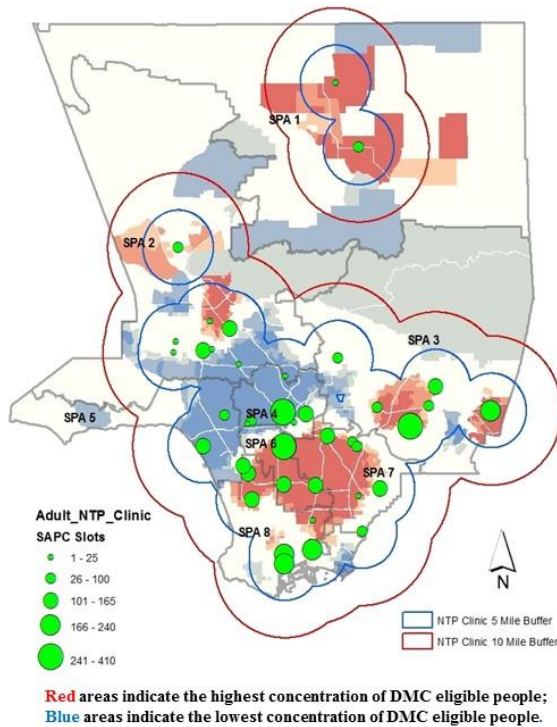 SPA 1
SPA 2
SPA 3
SPA 5
SPA 4
SPA 6
SPA 7
SPA 8
Adult_NTP_Clinic
SAPC Slots
1 - 25
26 - 100
101 - 165
166 - 240
241 - 410
N
NTP Clinic 5 Mile Buffer
NTP Clinic 10 Mile Buffer
Red areas indicate the highest concentration of DMC eligible people;
Blue areas indicate the lowest concentration of DMC eligible people.